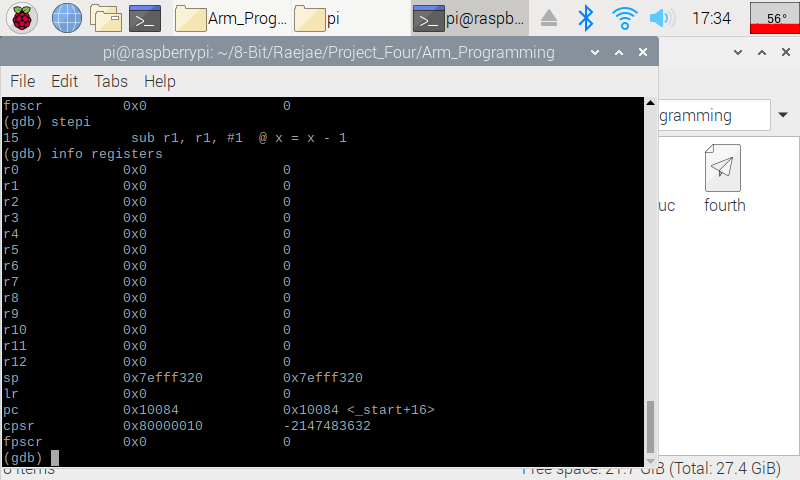 Arm_Prog... pi pi@raspb... 17:34 56°
pi@raspberrypi: ~/8-Bit/Raejae/Project_Four/Arm_Programming
File Edit Tabs Help
fpscr 0x0 0
(gdb) stepi
15 sub r1, r1, #1 @ x = x - 1
(gdb) info registers
r0 0x0 0
r1 0x0 0
r2 0x0 0
r3 0x0 0
r4 0x0 0
r5 0x0 0
r6 0x0 0
r7 0x0 0
r8 0x0 0
r9 0x0 0
r10 0x0 0
r11 0x0 0
r12 0x0 0
sp 0x7efff320 0x7efff320
lr 0x0 0
pc 0x10084 0x10084 <_start+16>
cpsr 0x80000010 -2147483632
fpscr 0x0 0
(gdb)
gramming
uc fourth
items Free space: 21.7 GiB (Total: 27.4 GiB)